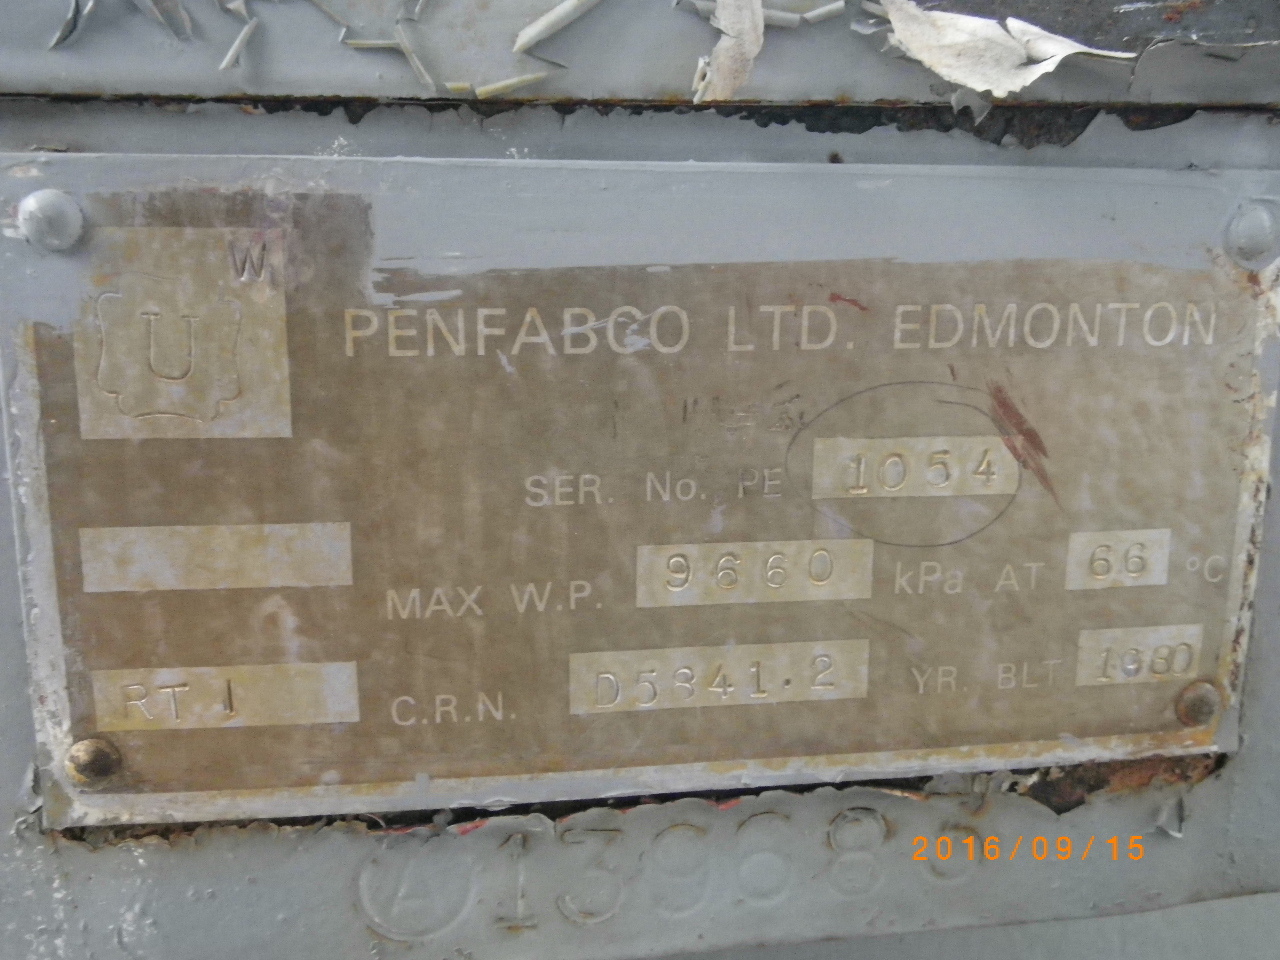 W
U
PENFABCO LTD. EDMONTON
SER. No. PE 1054
MAX W.P. 9660 kPa AT 66 °C
RT 1 C.R.N. D5841.2 YR. BLT 1980
2016/09/15